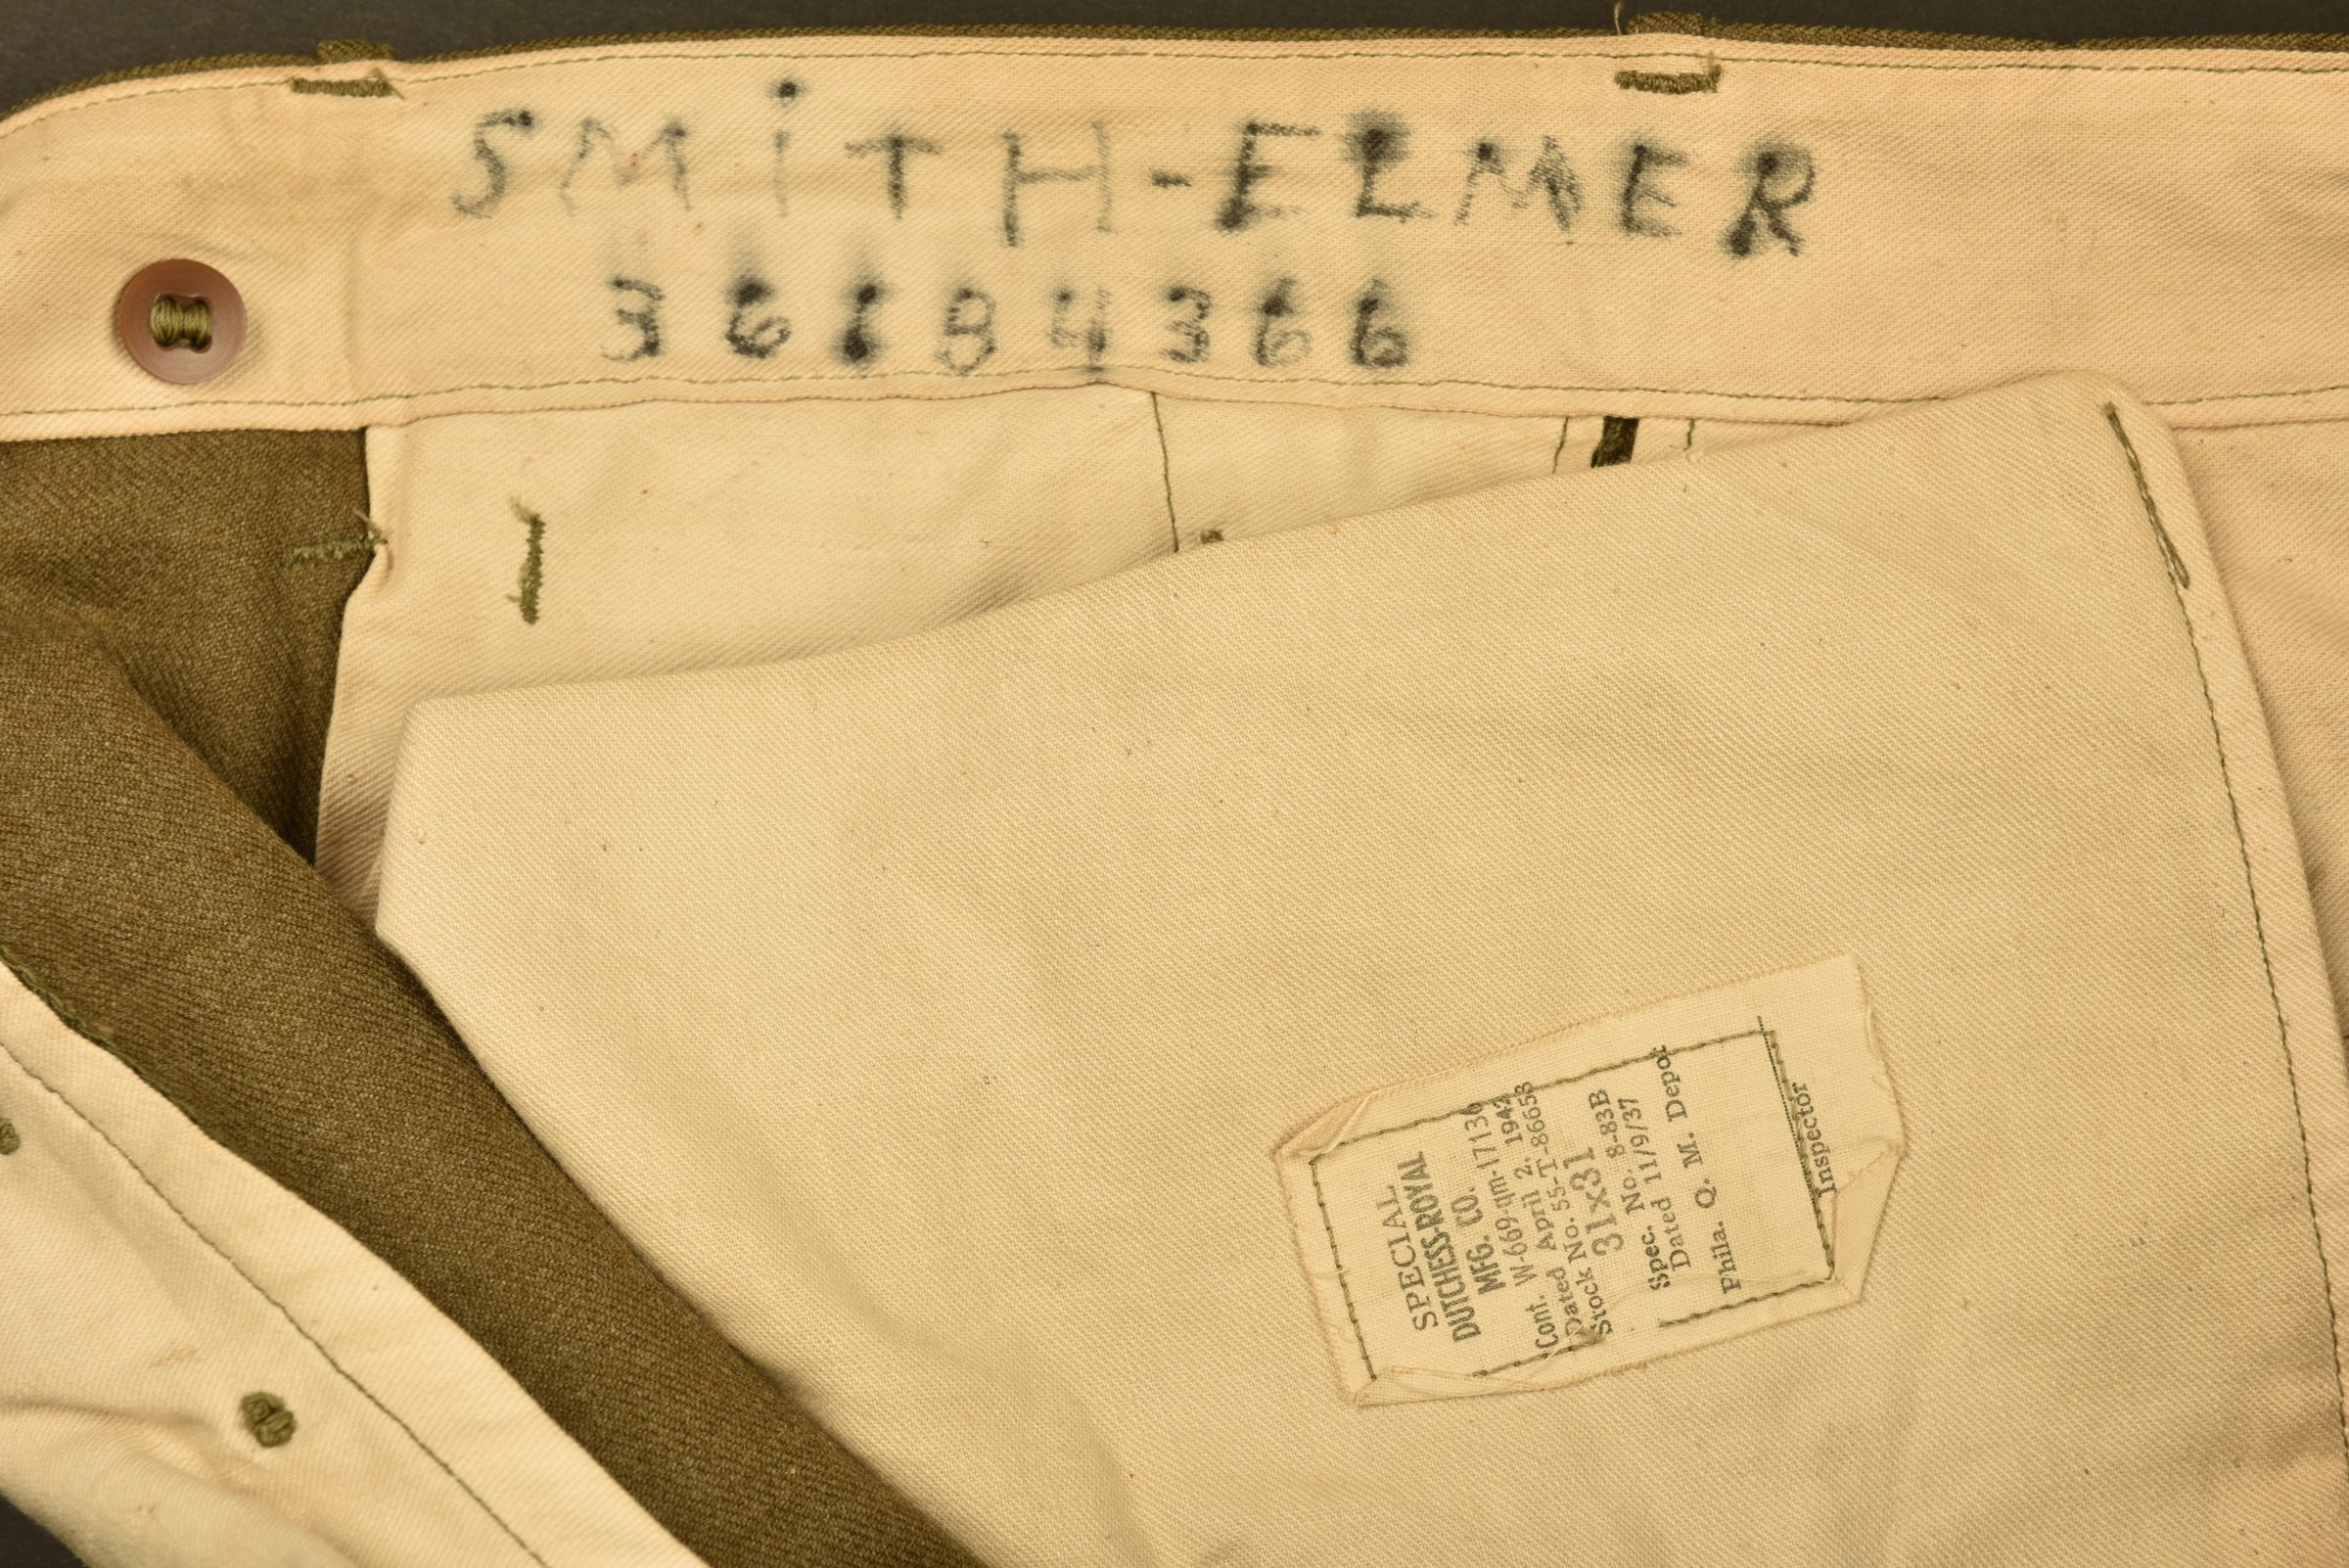 SMiTH-ELMER
36184366
SPECIAL
DUTCHESS-ROYAL
MFG. CO.
Cont. W-669-qm-17136
Dated April 2, 1942
Stock No. 55-T-86653
31X31
Spec. No. 8-83B
Dated 11/9/37
Phila. Q. M. Depot
Inspector